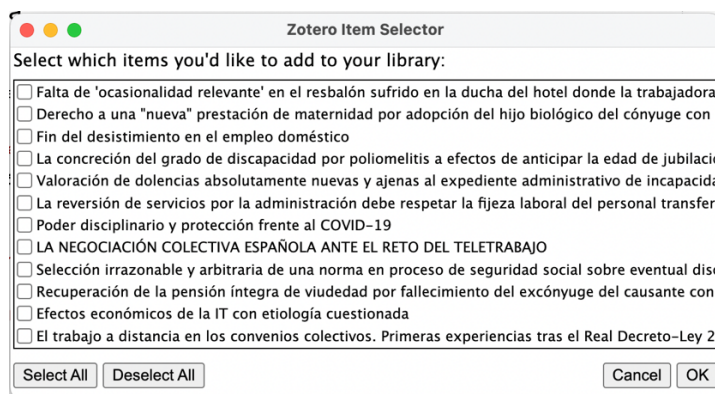 Zotero Item Selector
Select which items you'd like to add to your library:
Falta de 'ocasionalidad relevante' en el resbalón sufrido en la ducha del hotel donde la trabajadora
Derecho a una "nueva" prestación de maternidad por adopción del hijo biológico del cónyuge con
Fin del desistimiento en el empleo doméstico
La concreción del grado de discapacidad por poliomelitis a efectos de anticipar la edad de
Valoración de dolencias absolutamente nuevas y ajenas al expediente administrativo de
La reversión de servicios por la administración debe respetar la fijeza laboral del personal
Poder disciplinario y protección frente al COVID-19
LA NEGOCIACIÓN COLECTIVA ESPAÑOLA ANTE EL RETO DEL TELETRABAJO
Selección irrazonable y arbitraria de una norma en proceso de seguridad social sobre eventual
Recuperación de la pensión íntegra de viudedad por fallecimiento del excónyuge del causante con
Efectos económicos de la IT con etiología cuestionada
El trabajo a distancia en los convenios colectivos. Primeras experiencias tras el Real Decreto-Ley 2
Select All Deselect All Cancel OK